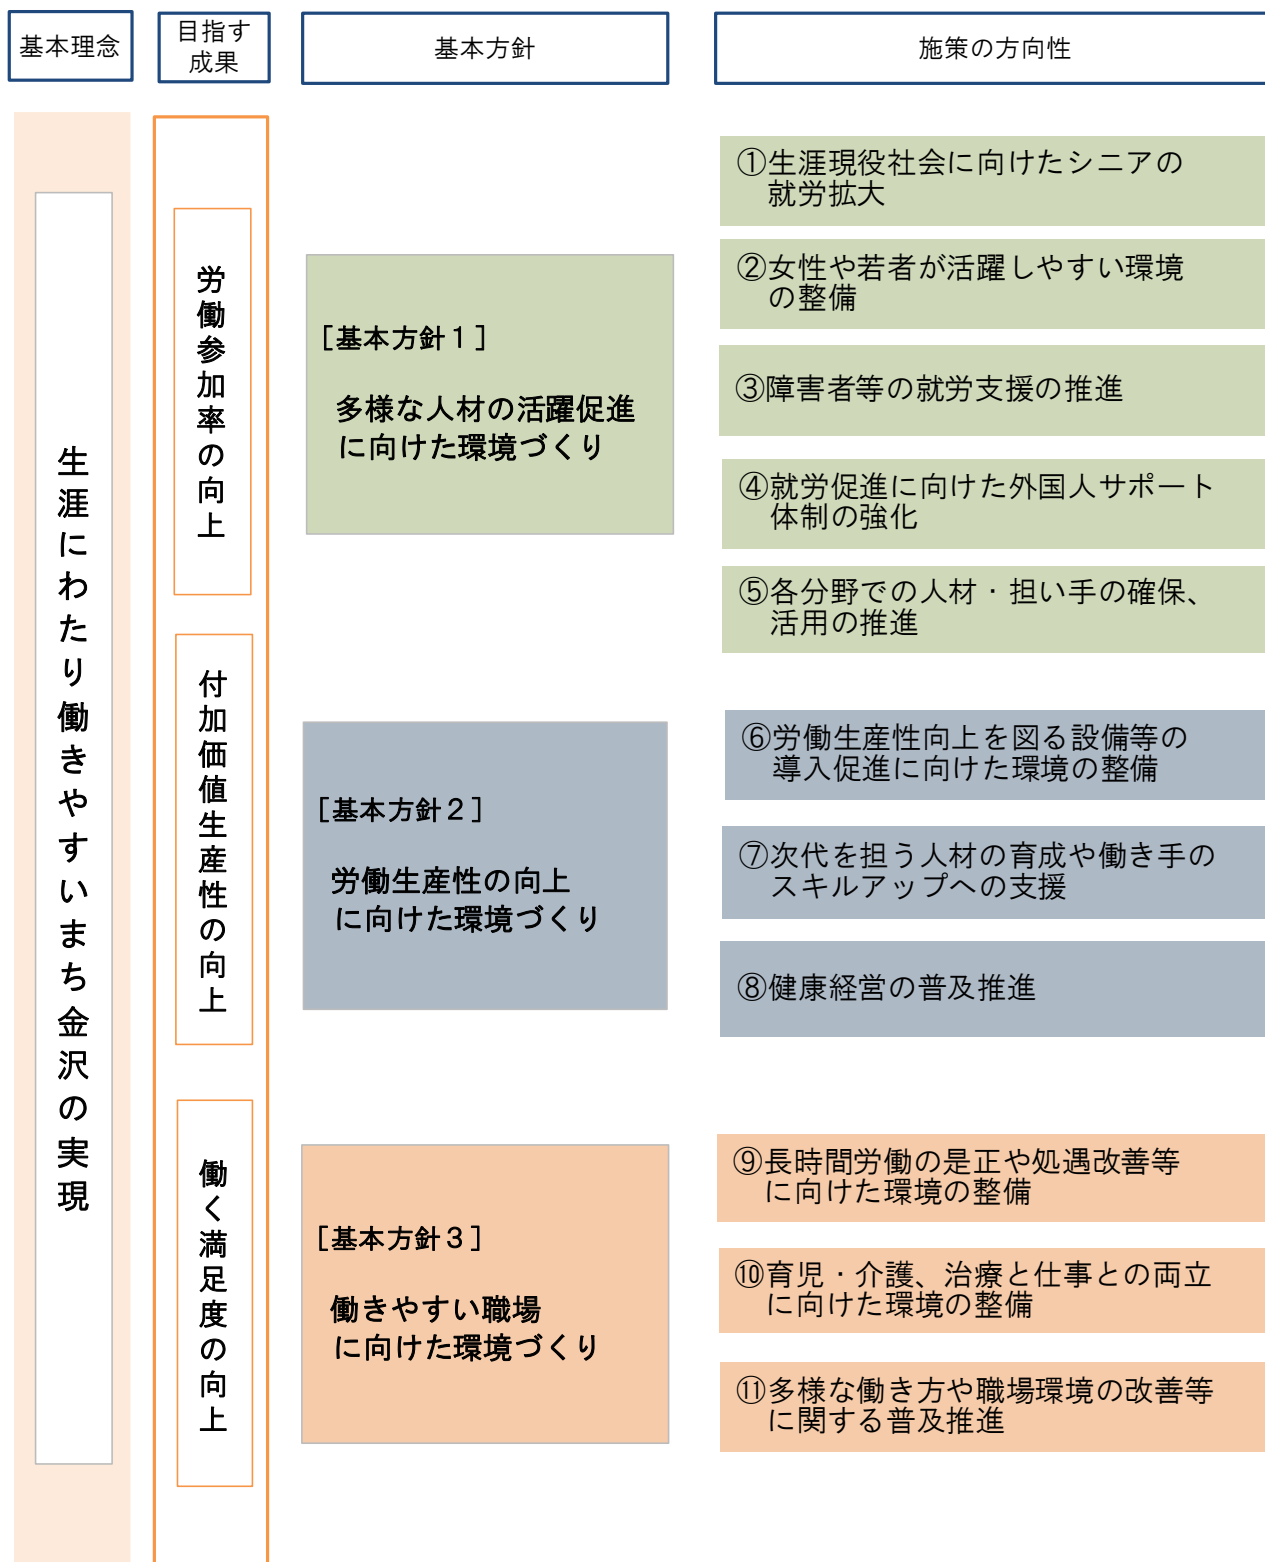 基本理念
目指す
成果
基本方針
施策の方向性
生涯にわたり働きやすいまち金沢の実現
労働参加率の向上
付加価値生産性の向上
働く満足度の向上
［基本方針１］
多様な人材の活躍促進
に向けた環境づくり
①生涯現役社会に向けたシニアの
就労拡大
②女性や若者が活躍しやすい環境
の整備
③障害者等の就労支援の推進
④就労促進に向けた外国人サポート
体制の強化
⑤各分野での人材・担い手の確保、
活用の推進
［基本方針２］
労働生産性の向上
に向けた環境づくり
⑥労働生産性向上を図る設備等の
導入促進に向けた環境の整備
⑦次代を担う人材の育成や働き手の
スキルアップへの支援
⑧健康経営の普及推進
［基本方針３］
働きやすい職場
に向けた環境づくり
⑨長時間労働の是正や処遇改善等
に向けた環境の整備
⑩育児・介護、治療と仕事との両立
に向けた環境の整備
⑪多様な働き方や職場環境の改善等
に関する普及推進